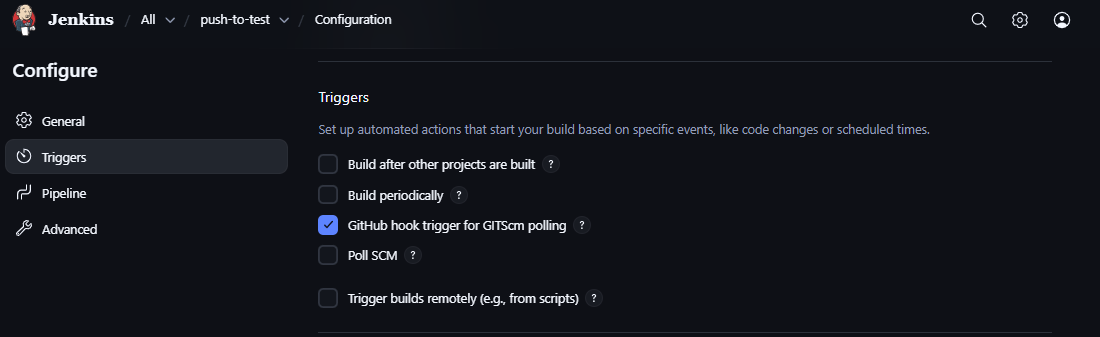 Jenkins / All / push-to-test / Configuration
Configure
General
Triggers
Pipeline
Advanced
Triggers
Set up automated actions that start your build based on specific events, like code changes or scheduled times.
Build after other projects are built ?
Build periodically ?
GitHub hook trigger for GITScm polling ?
Poll SCM ?
Trigger builds remotely (e.g., from scripts) ?